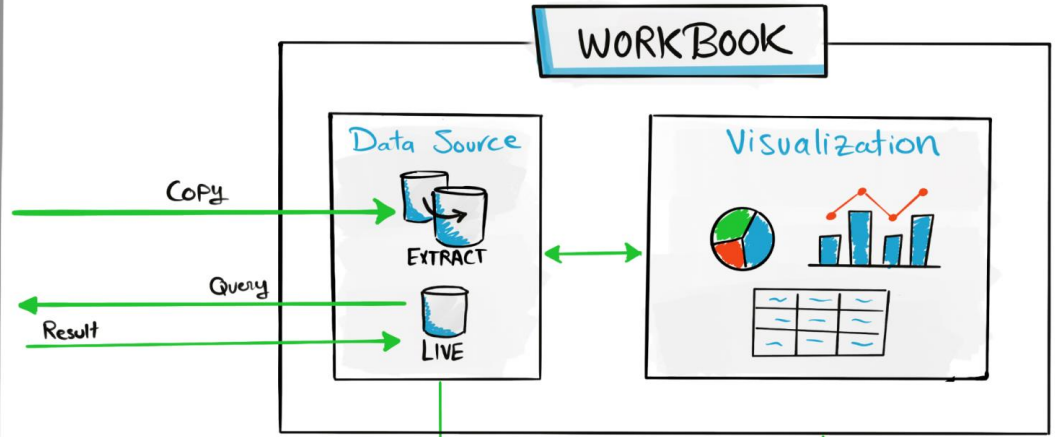 WORKBOOK
Data Source
Visualization
Copy
EXTRACT
Query
Result
LIVE